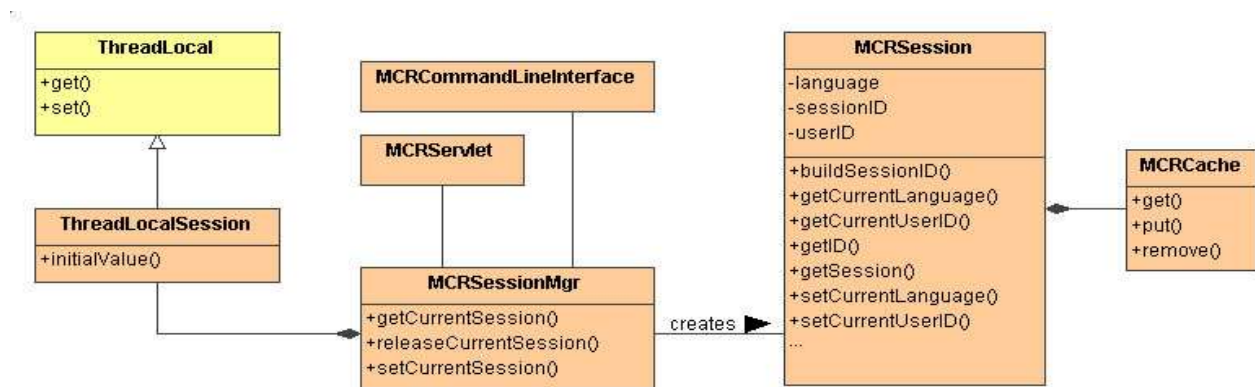 ThreadLocal
+get()
+set()
ThreadLocalSession
+initialValue()
MCRCommandLineInterface
MCRServlet
MCRSessionMgr
+getCurrentSession()
+releaseCurrentSession()
+setCurrentSession()
creates
MCRSession
-language
-sessionID
-userID
+buildSessionID()
+getCurrentLanguage()
+getCurrentUserID()
+getID()
+getSession()
+setCurrentLanguage()
+setCurrentUserID()
...
MCRCache
+get()
+put()
+remove()